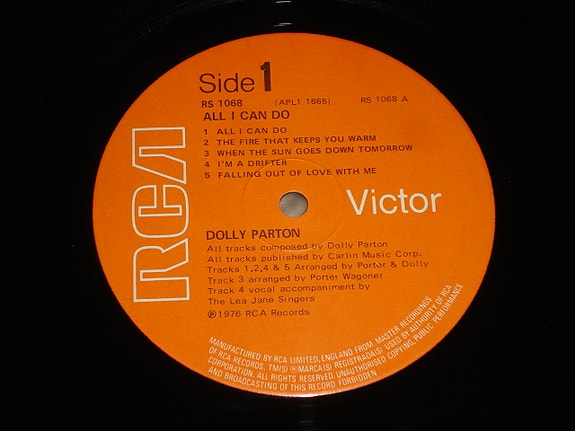 Side 1
RS 1068 (APL1 1665) RS 1068 A
ALL I CAN DO
1 ALL I CAN DO
2 THE FIRE THAT KEEPS YOU WARM
3 WHEN THE SUN GOES DOWN TOMORROW
4 I'M A DRIFTER
5 FALLING OUT OF LOVE WITH ME
RCA
Victor
DOLLY PARTON
All tracks composed by Dolly Parton
All tracks published by Carlin Music Corp.
Tracks 1,2,4 & 5 Arranged by Porter & Dolly
Track 3 arranged by Porter Wagoner
Track 4 vocal accompaniment by
The Lea Jane Singers
℗1976 RCA Records
MANUFACTURED BY RCA LIMITED, ENGLAND FROM MASTER RECORDINGS
OF RCA RECORDS, TM(S) ® MARCA(S) REGISTRADA(S) USED BY AUTHORITY OF RCA
CORPORATION. ALL RIGHTS RESERVED. UNAUTHORISED COPYING, PUBLIC PERFORMANCE
AND BROADCASTING OF THIS RECORD FORBIDDEN